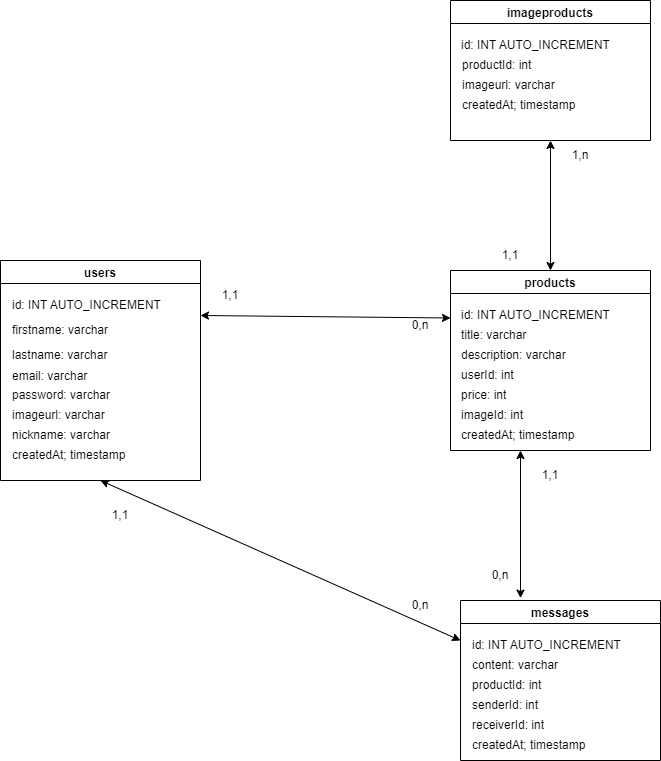 imageproducts
id: INT AUTO_INCREMENT
productId: int
imageurl: varchar
createdAt; timestamp
1,n
1,1
users
id: INT AUTO_INCREMENT
firstname: varchar
lastname: varchar
email: varchar
password: varchar
imageurl: varchar
nickname: varchar
createdAt; timestamp
1,1
0,n
products
id: INT AUTO_INCREMENT
title: varchar
description: varchar
userId: int
price: int
imageId: int
createdAt; timestamp
1,1
0,n
1,1
0,n
messages
id: INT AUTO_INCREMENT
content: varchar
productId: int
senderId: int
receiverId: int
createdAt; timestamp